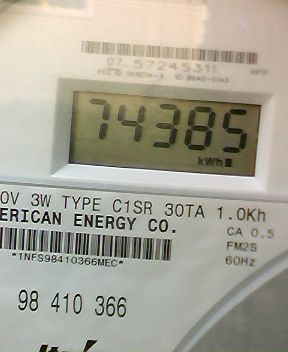 07 57245311
74385
kWh
0V 3W TYPE C1SR 30TA 1.0Kh
ERICAN ENERGY CO.
CA 0.5
FM2S
60Hz
*1NFS98410366MEC*
98 410 366